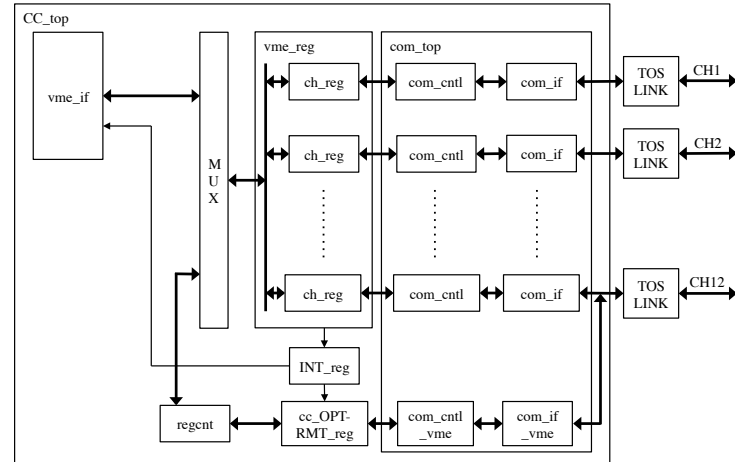 CC_top
vme_if
M
U
X
vme_reg
com_top
ch_reg
com_cntl
com_if
TOS
LINK
CH1
ch_reg
com_cntl
com_if
TOS
LINK
CH2
ch_reg
com_cntl
com_if
TOS
LINK
CH12
INT_reg
regcnt
cc_OPT-
RMT_reg
com_cntl
_vme
com_if
_vme